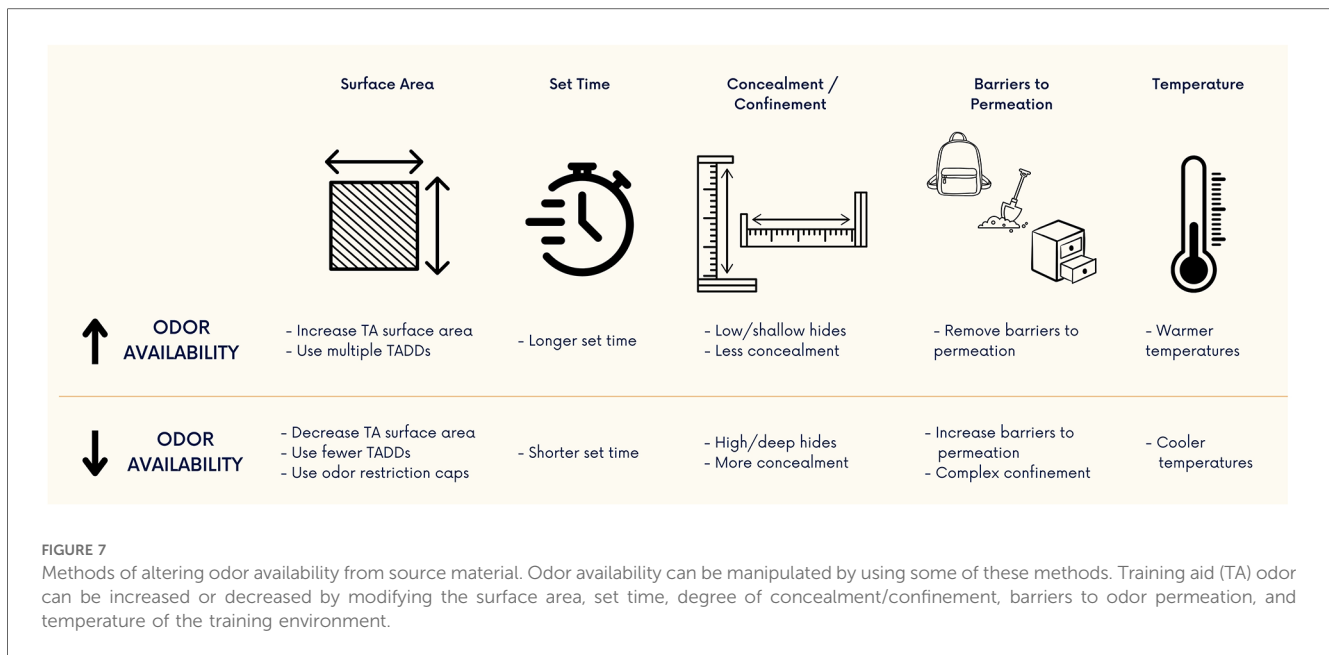 Surface Area
Set Time
Concealment /
Confinement
Barriers to
Permeation
Temperature
ODOR
AVAILABILITY
- Increase TA surface area
- Use multiple TADDs
- Longer set time
- Low/shallow hides
- Less concealment
- Remove barriers to
permeation
- Warmer
temperatures
ODOR
AVAILABILITY
- Decrease TA surface area
- Use fewer TADDs
- Use odor restriction caps
- Shorter set time
- High/deep hides
- More concealment
- Increase barriers to
permeation
- Complex confinement
- Cooler
temperatures
FIGURE 7
Methods of altering odor availability from source material. Odor availability can be manipulated by using some of these methods. Training aid (TA) odor
can be increased or decreased by modifying the surface area, set time, degree of concealment/confinement, barriers to odor permeation, and
temperature of the training environment.